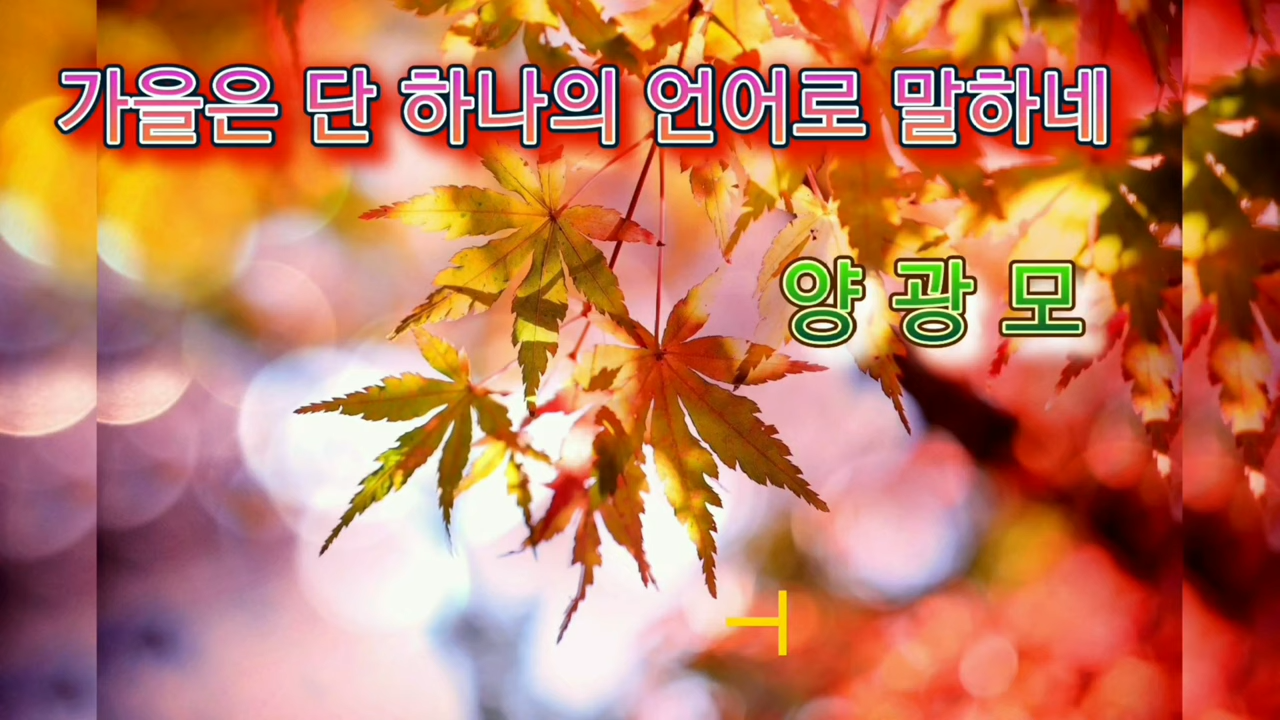 가을은 단 하나의 언어로 말하네
양 광 모
ㅓ